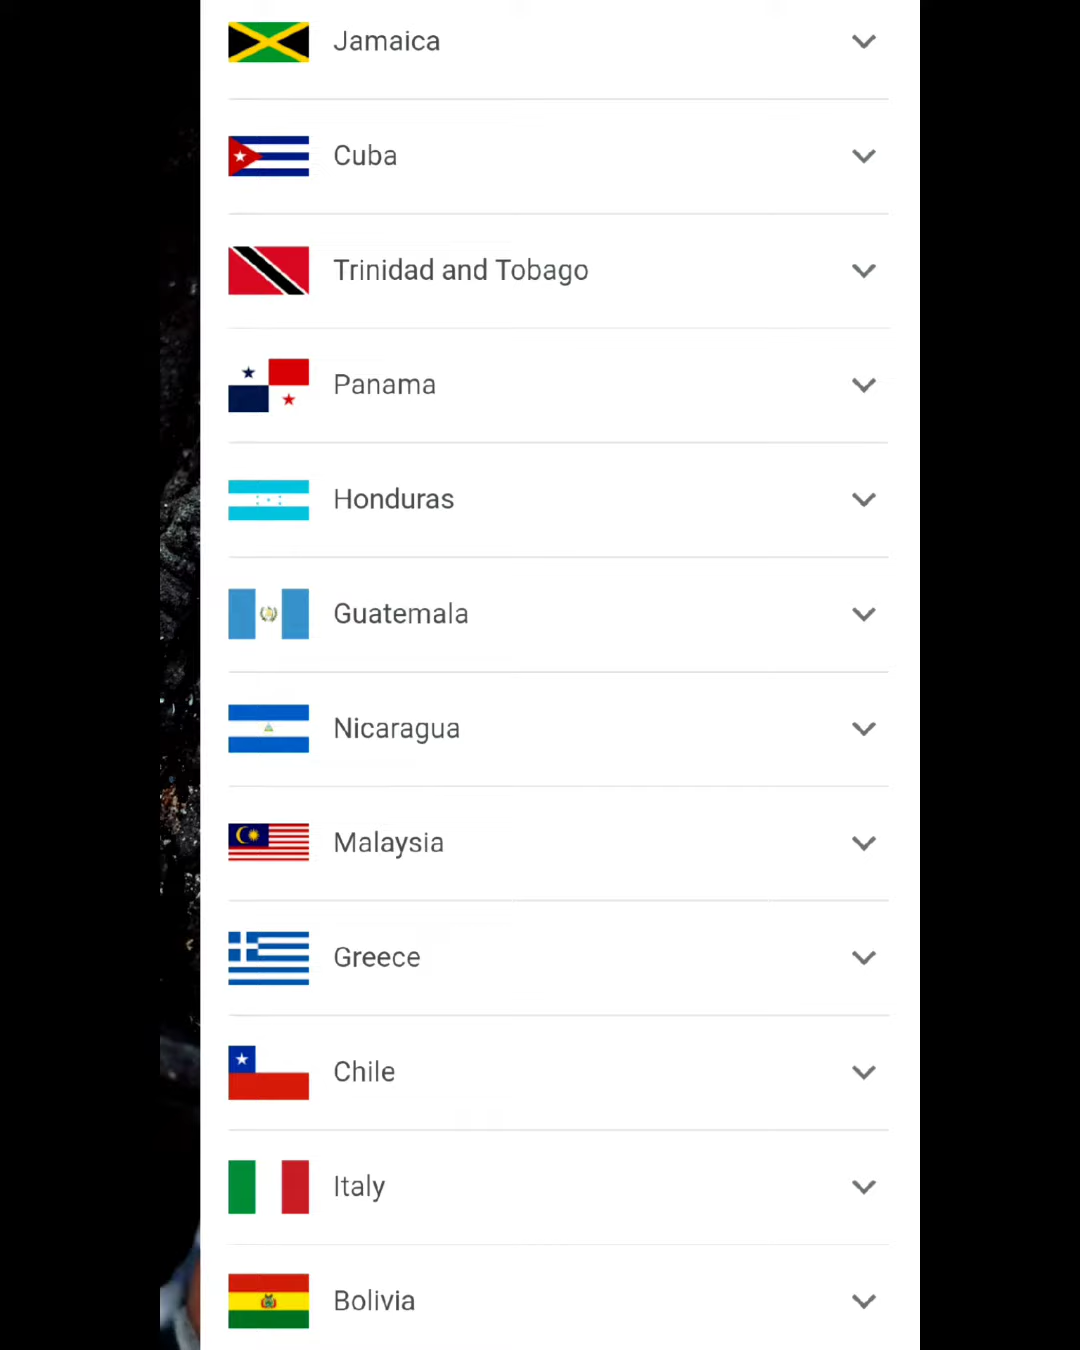 Jamaica
Cuba
Trinidad and Tobago
Panama
Honduras
Guatemala
Nicaragua
Malaysia
Greece
Chile
Italy
Bolivia